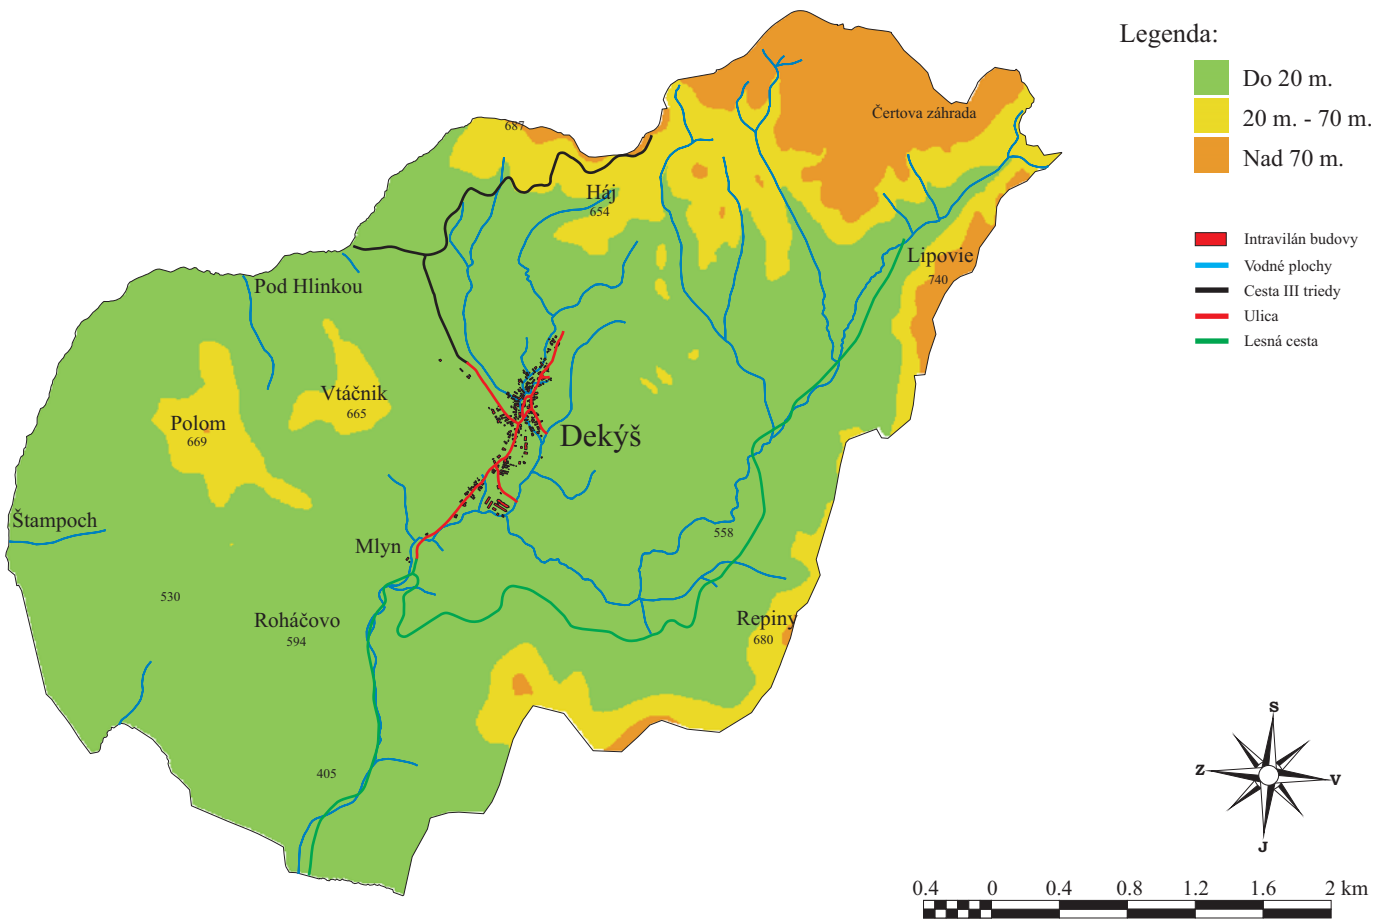 Legenda:
Do 20 m.
20 m. - 70 m.
Nad 70 m.
Intravilán budovy
Vodné plochy
Cesta III triedy
Ulica
Lesná cesta
687
Čertova záhrada
Háj
654
Lipovie
740
Pod Hlinkou
Vtáčnik
665
Polom
669
Dekýš
Štampoch
558
Mlyn
530
Roháčovo
594
Repiny
680
405
S
Z
V
J
0.4 0 0.4 0.8 1.2 1.6 2 km